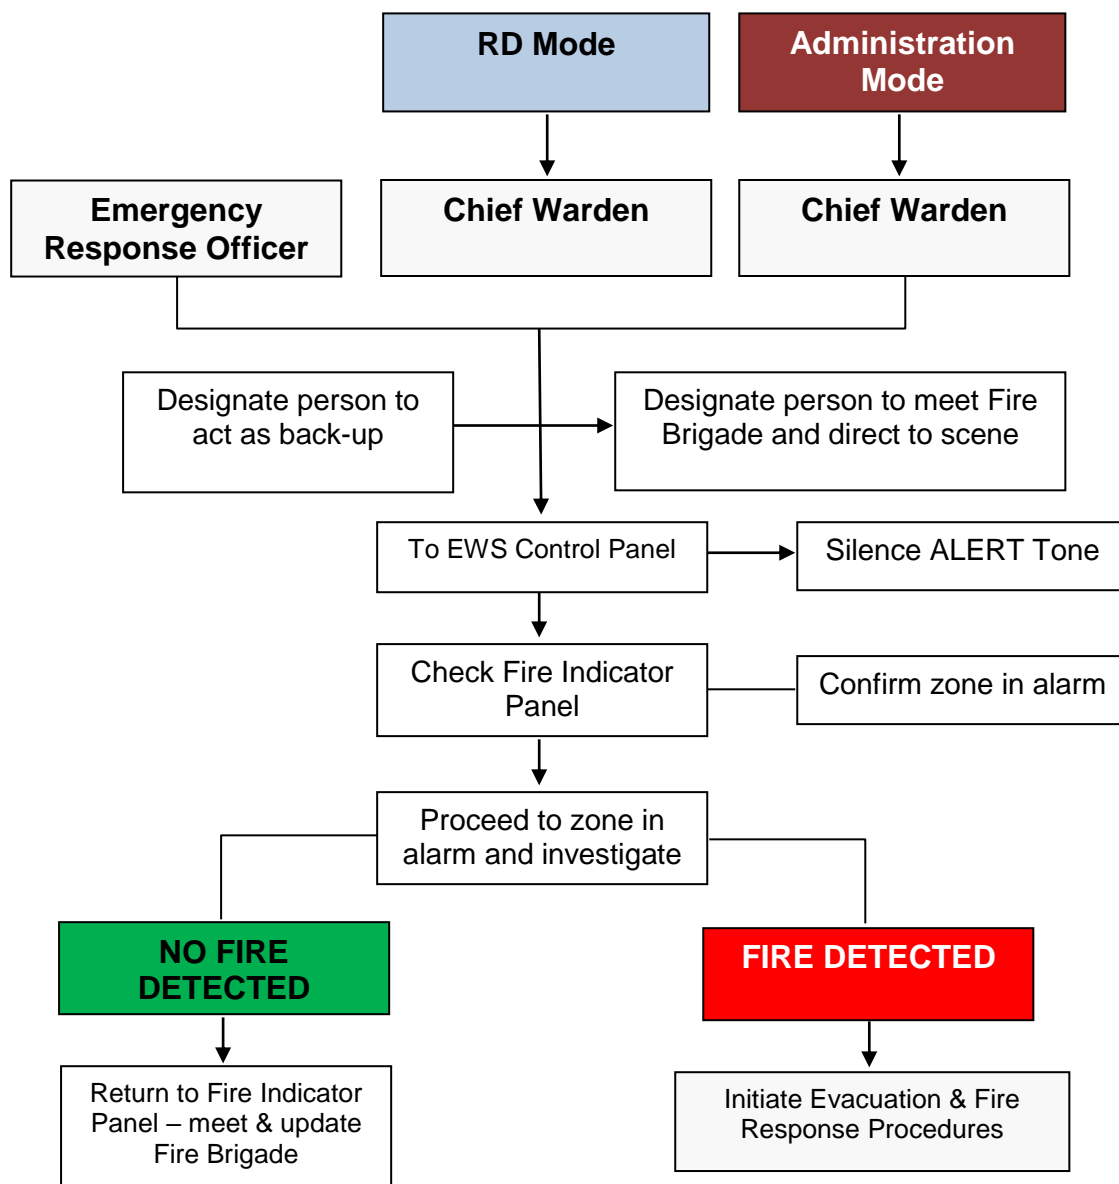 RD Mode
Administration
Mode
Emergency
Response Officer
Chief Warden
Chief Warden
Designate person to
act as back-up
Designate person to meet Fire
Brigade and direct to scene
To EWS Control Panel
Silence ALERT Tone
Check Fire Indicator
Panel
Confirm zone in alarm
Proceed to zone in
alarm and investigate
NO FIRE
DETECTED
FIRE DETECTED
Return to Fire Indicator
Panel – meet & update
Fire Brigade
Initiate Evacuation & Fire
Response Procedures